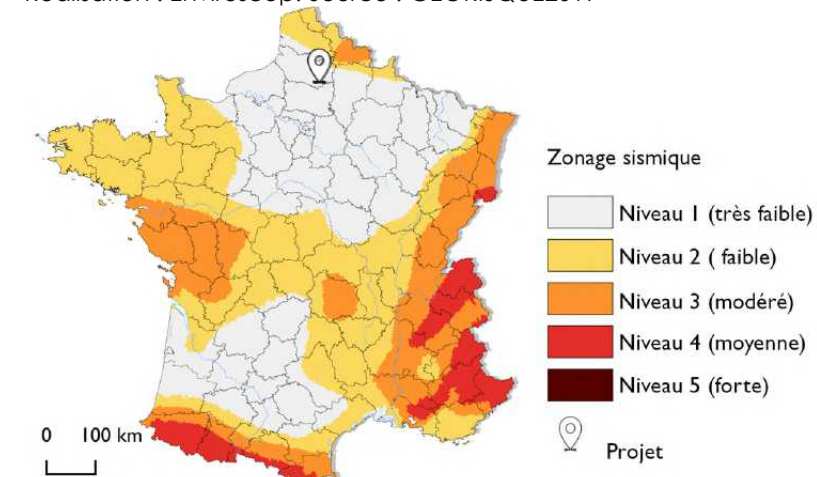 Zonage sismique
Niveau 1 (très faible)
Niveau 2 ( faible)
Niveau 3 (modéré)
Niveau 4 (moyenne)
Niveau 5 (forte)
Projet
0 100 km